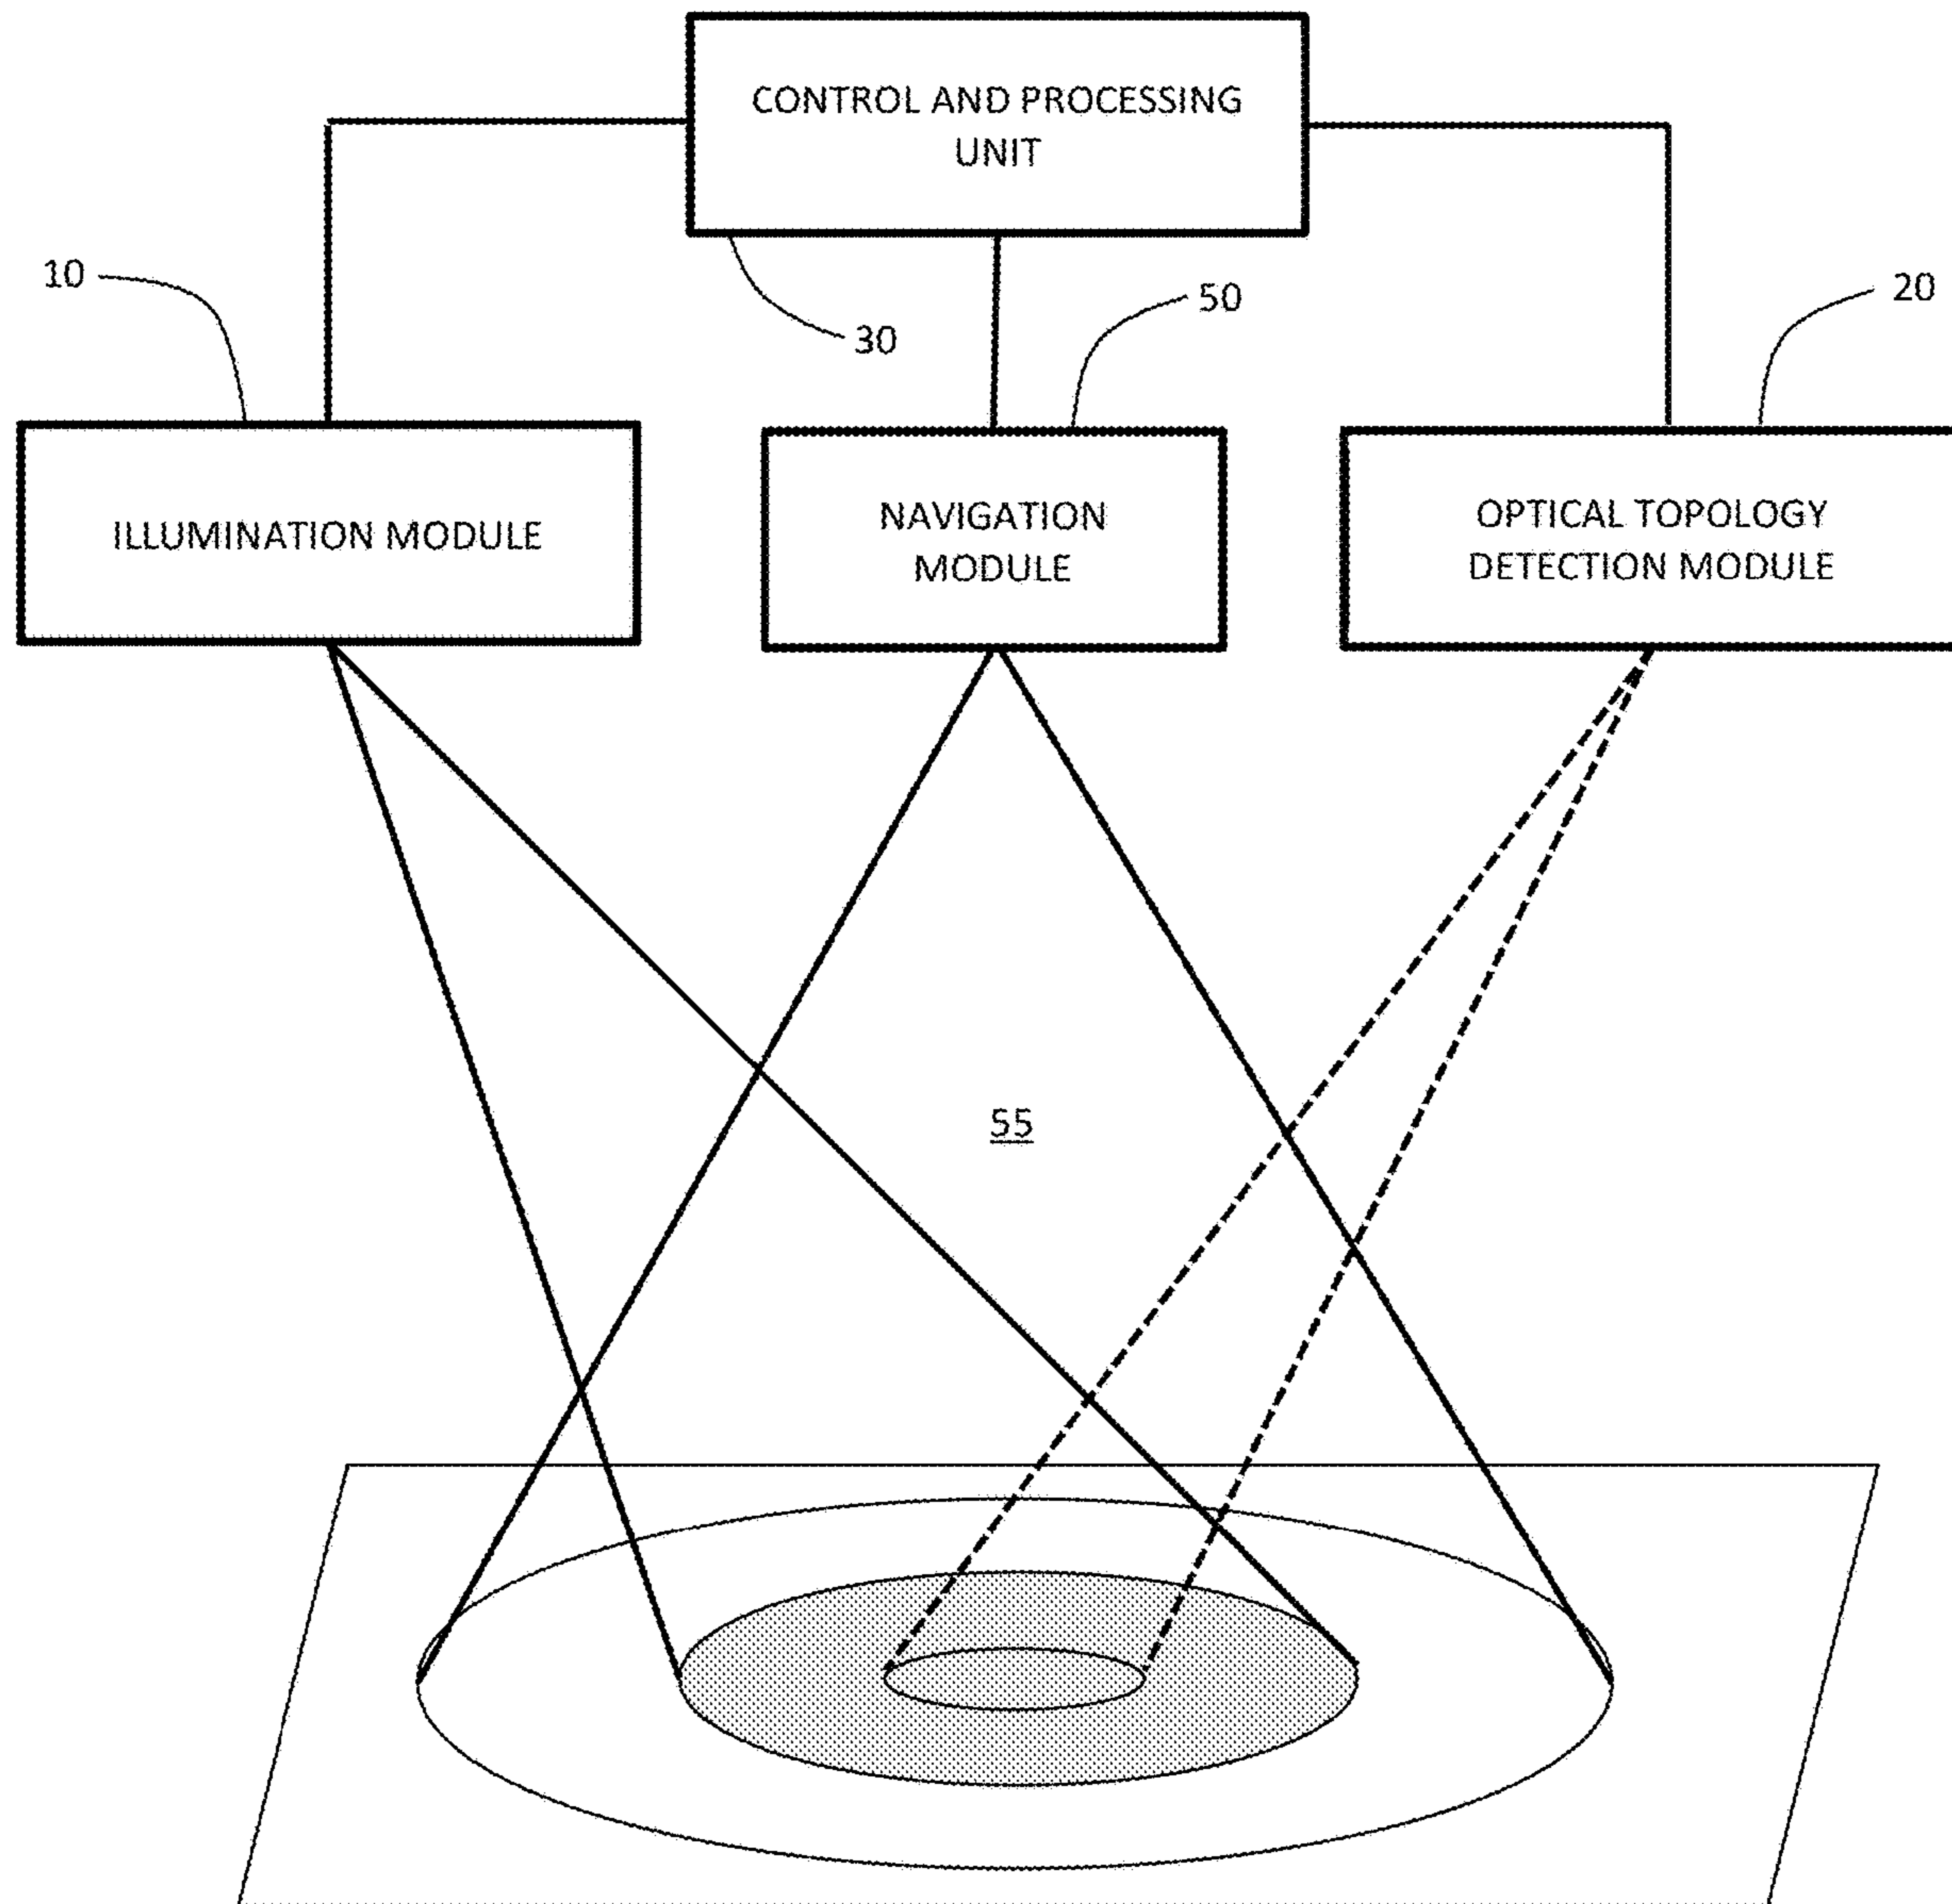 CONTROL AND PROCESSING
UNIT
10
30
50
20
ILLUMINATION MODULE
NAVIGATION
MODULE
OPTICAL TOPOLOGY
DETECTION MODULE
55